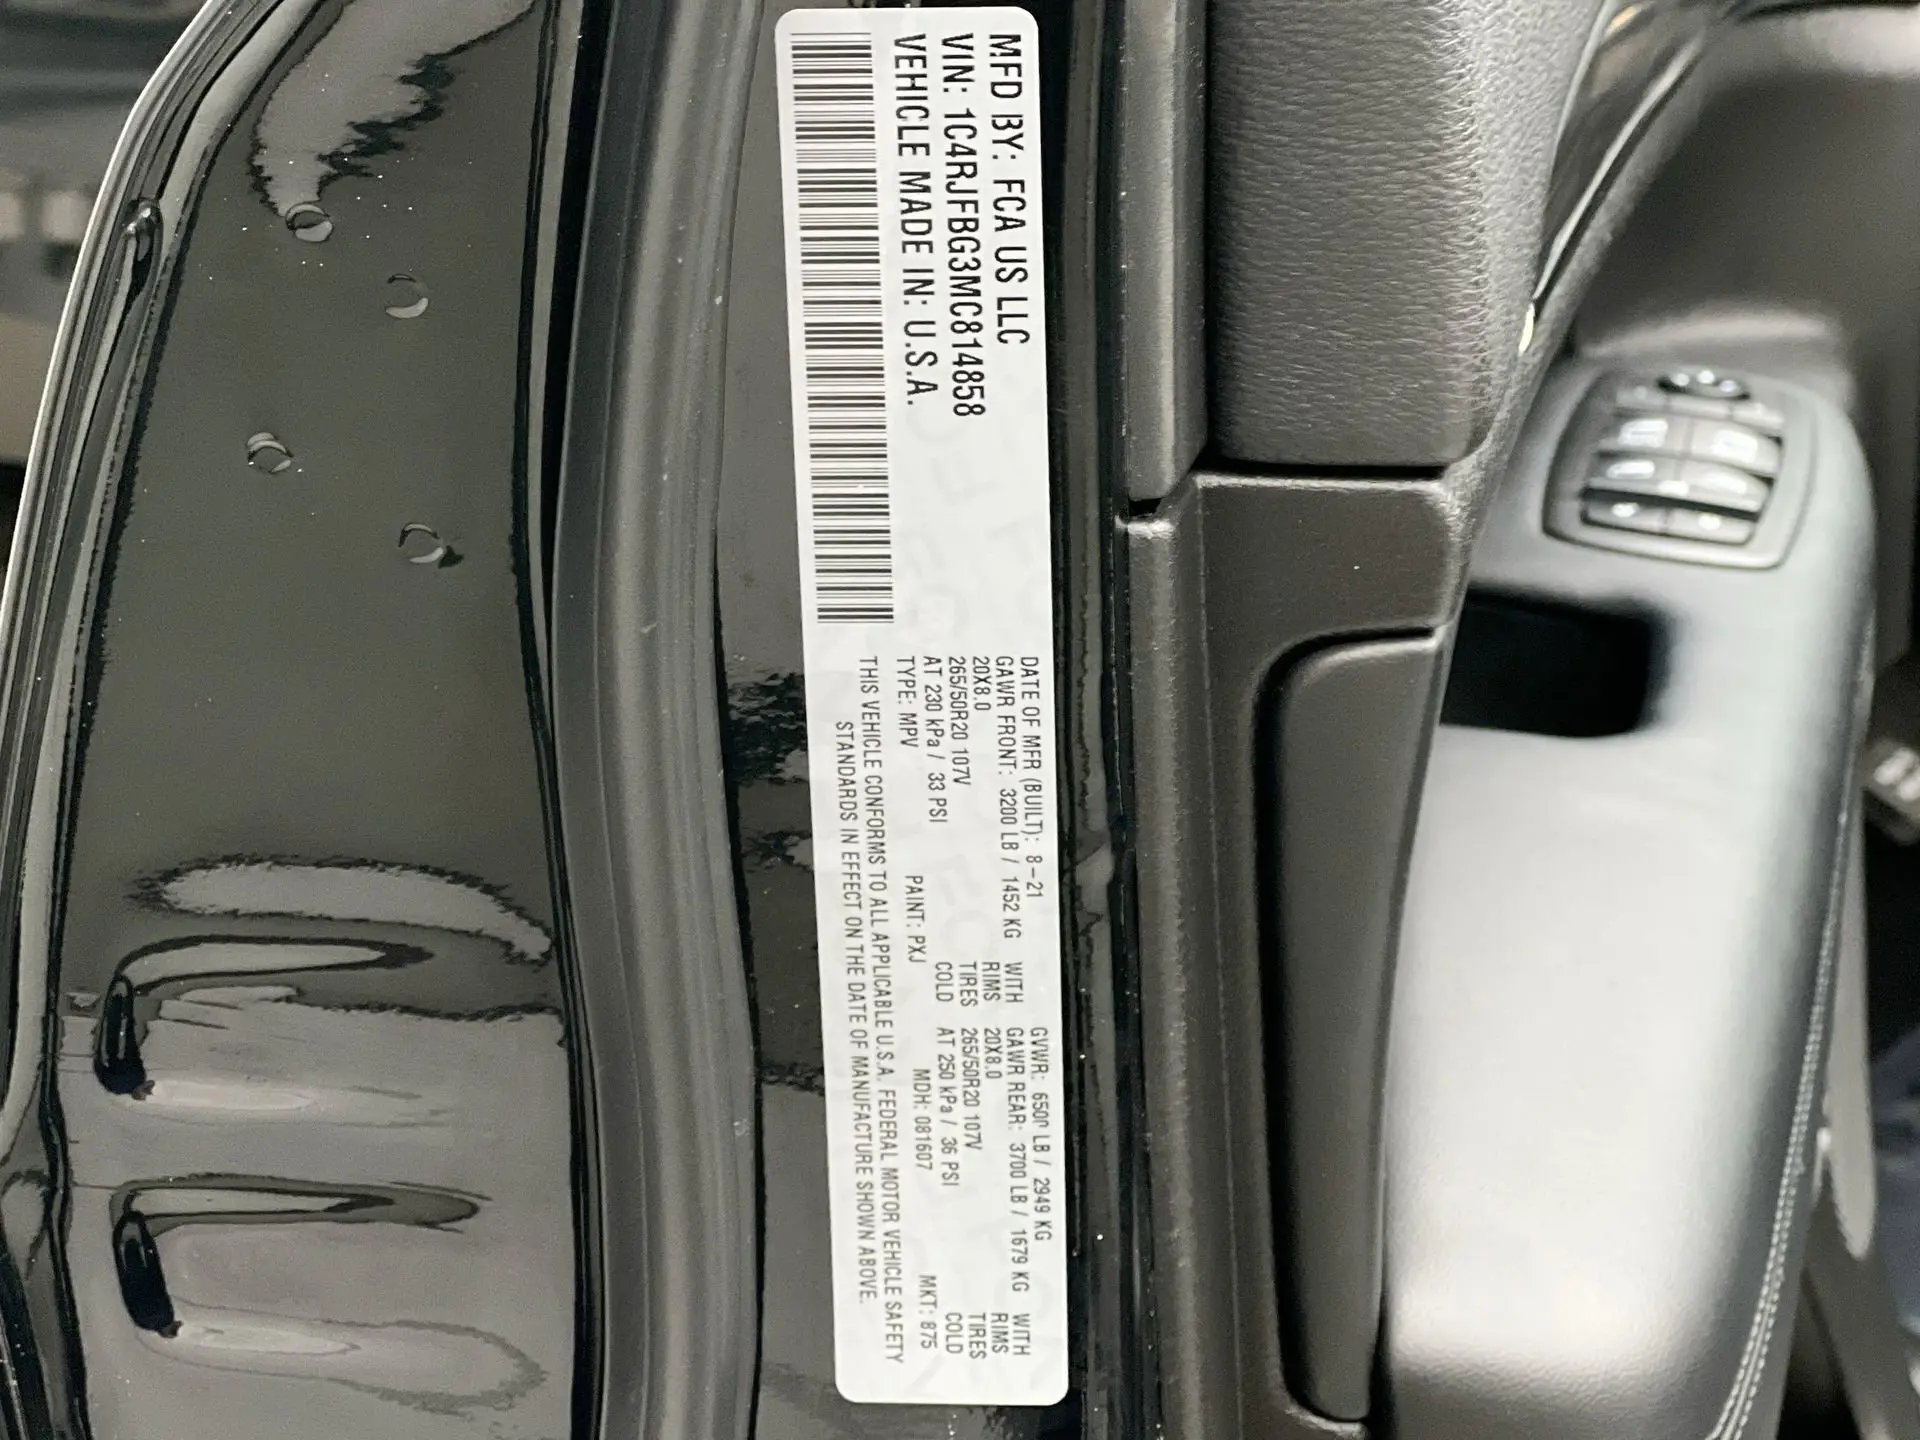 MFD BY: FCA US LLC
VIN: 1C4RJFBG3MC814858
VEHICLE MADE IN: U.S.A.
DATE OF MFR (BUILT): 8-21 GVWR: 6500 LB / 2949 KG
GAWR FRONT: 3200 LB / 1452 KG WITH GAWR REAR: 3700 LB / 1679 KG WITH
20X8.0 RIMS 20X8.0 RIMS
265/50R20 107V TIRES 265/50R20 107V TIRES
AT 230 kPa / 33 PSI COLD AT 250 kPa / 36 PSI COLD
TYPE: MPV PAINT: PXJ MDH: 081607 MKT: 875
THIS VEHICLE CONFORMS TO ALL APPLICABLE U.S.A. FEDERAL MOTOR VEHICLE SAFETY
STANDARDS IN EFFECT ON THE DATE OF MANUFACTURE SHOWN ABOVE.